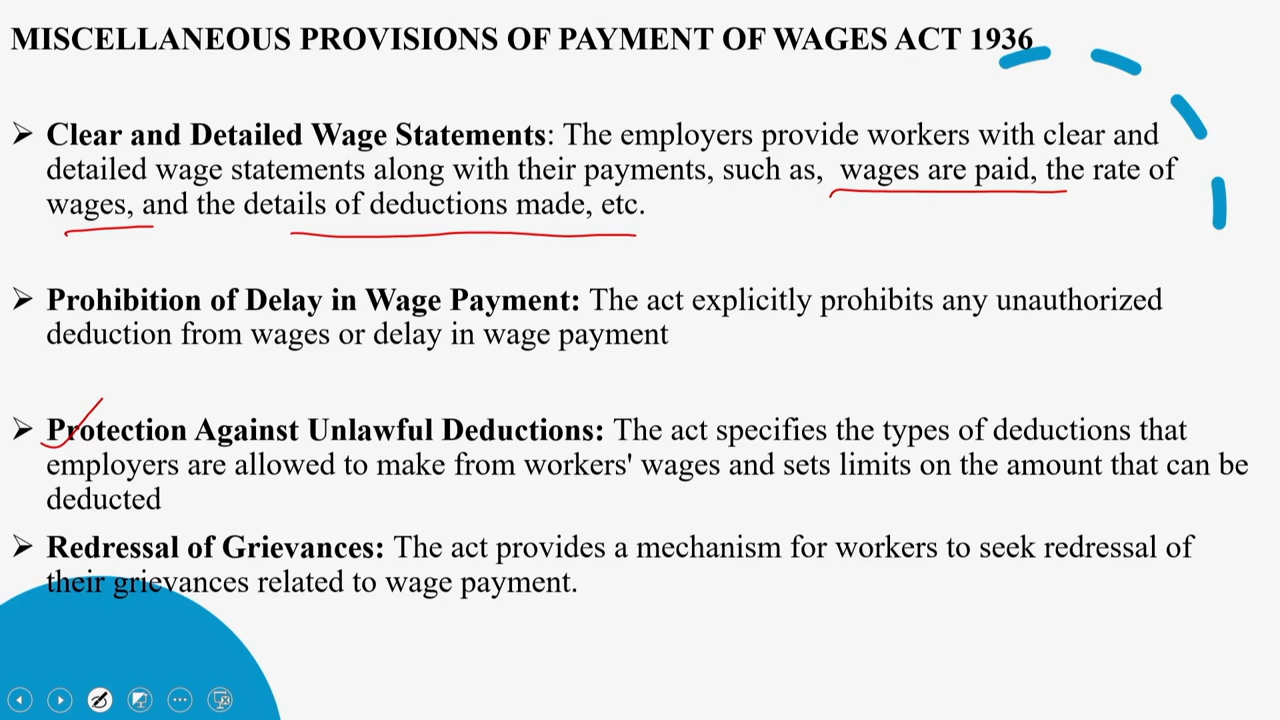 MISCELLANEOUS PROVISIONS OF PAYMENT OF WAGES ACT 1936
➢ Clear and Detailed Wage Statements: The employers provide workers with clear and
detailed wage statements along with their payments, such as, wages are paid, the rate of
wages, and the details of deductions made, etc.
➢ Prohibition of Delay in Wage Payment: The act explicitly prohibits any unauthorized
deduction from wages or delay in wage payment
➢ Protection Against Unlawful Deductions: The act specifies the types of deductions that
employers are allowed to make from workers' wages and sets limits on the amount that can be
deducted
➢ Redressal of Grievances: The act provides a mechanism for workers to seek redressal of
their grievances related to wage payment.